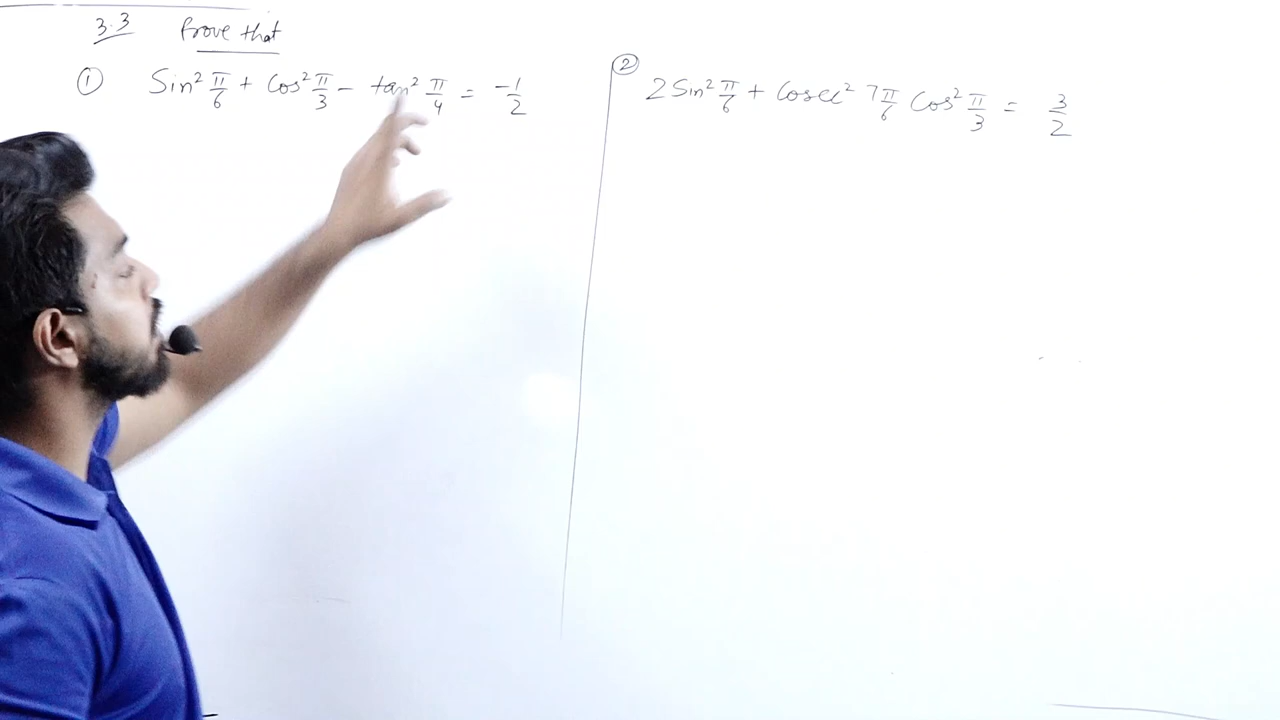 3.3 Prove that
① Sin² π/6 + Cos² π/3 − tan² π/4 = -1/2
② 2 Sin² π/6 + Cosec² 7π/6 Cos² π/3 = 3/2